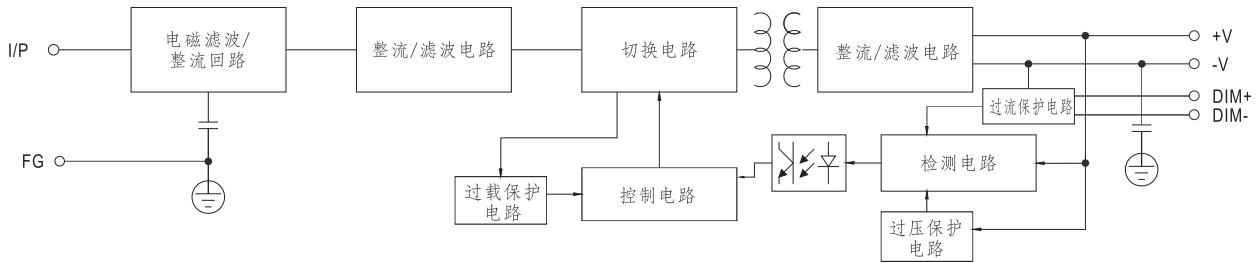 I/P
电磁滤波/
整流回路
整流/滤波电路
切换电路
整流/滤波电路
+V
-V
过流保护电路
DIM+
DIM-
FG
检测电路
过载保护
电路
控制电路
过压保护
电路